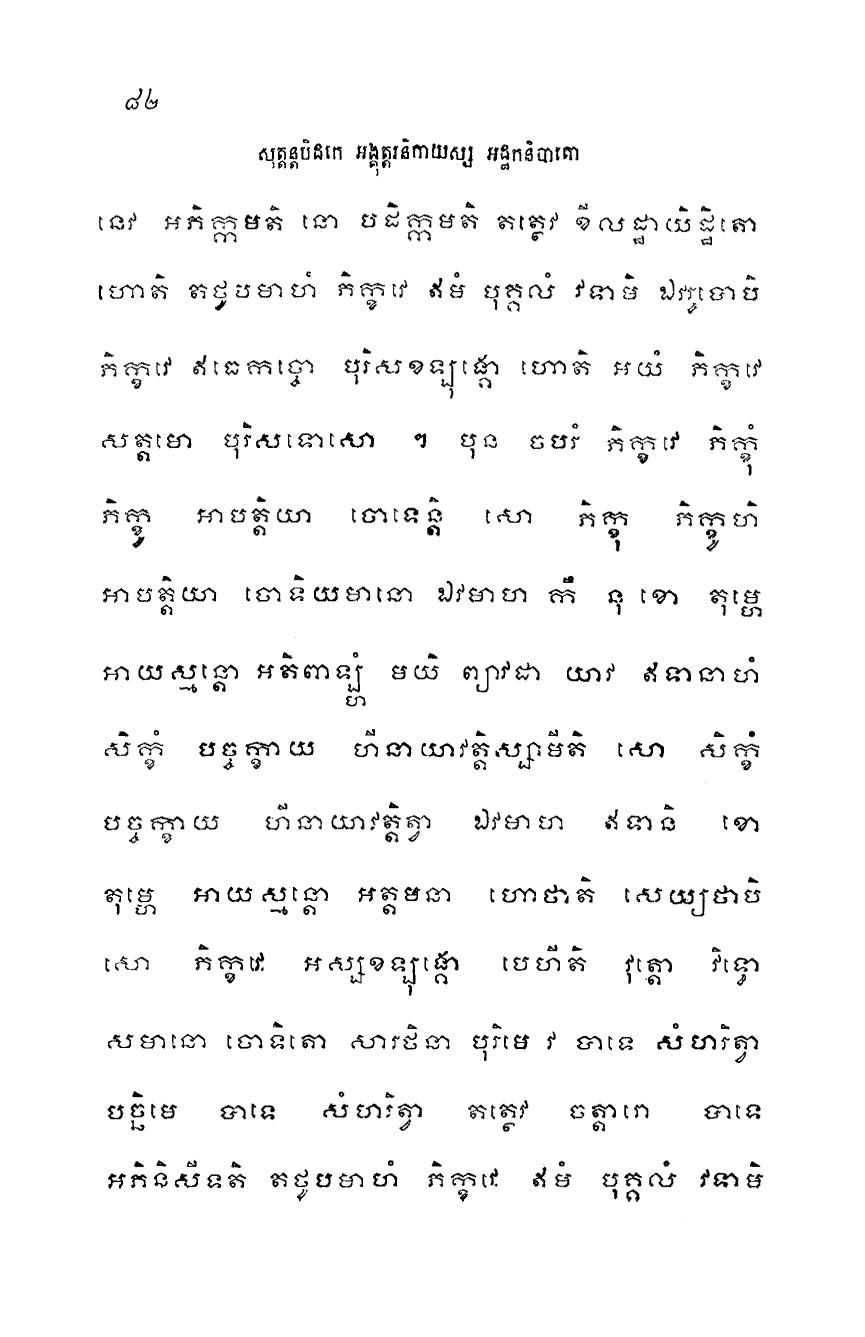 ៨២
សុត្តន្តបិដកេ អង្គុត្តរនិកាយស្ស អដ្ឋកនិបាតោ
នេវ អភិក្កមតិ នោ បដិក្កមតិ តត្ថេវ ខីលដ្ឋាយិដ្ឋិតោ
ហោតិ តថូបមាហំ ភិក្ខវេ ឥមំ បុគ្គលំ វទាមិ ឯវរូបោបិ
ភិក្ខវេ ឥធេកច្ចោ បុរិសខឡុង្កោ ហោតិ អយំ ភិក្ខវេ
សត្តមោ បុរិសទោសោ ។ បុន ចបរំ ភិក្ខវេ ភិក្ខុំ
ភិក្ខូ អាបត្តិយា ចោទេន្តិ សោ ភិក្ខុ ភិក្ខូហិ
អាបត្តិយា ចោទិយមានោ ឯវមាហ កឹ នុ ខោ តុម្ហេ
អាយស្មន្តោ អតិពាឡ្ហំ មយិ ព្យាវដា យាវ ឥទានាហំ
សិក្ខំ បច្ចក្ខាយ ហីនាយាវត្តិស្សាមីតិ សោ សិក្ខំ
បច្ចក្ខាយ ហីនាយាវត្តិត្វា ឯវមាហ ឥទានិ ខោ
តុម្ហេ អាយស្មន្តោ អត្តមនា ហោថាតិ សេយ្យថាបិ
សោ ភិក្ខវេ អស្សខឡុង្កោ បេហីតិ វុត្តោ វិទ្ធោ
សមានោ ចោទិតោ សារថិនា បុរិមេ វ បាទេ សំហរិត្វា
បច្ឆិមេ បាទេ សំហរិត្វា តត្ថេវ ចត្តារោ បាទេ
អភិនិសីទតិ តថូបមាហំ ភិក្ខវេ ឥមំ បុគ្គលំ វទាមិ